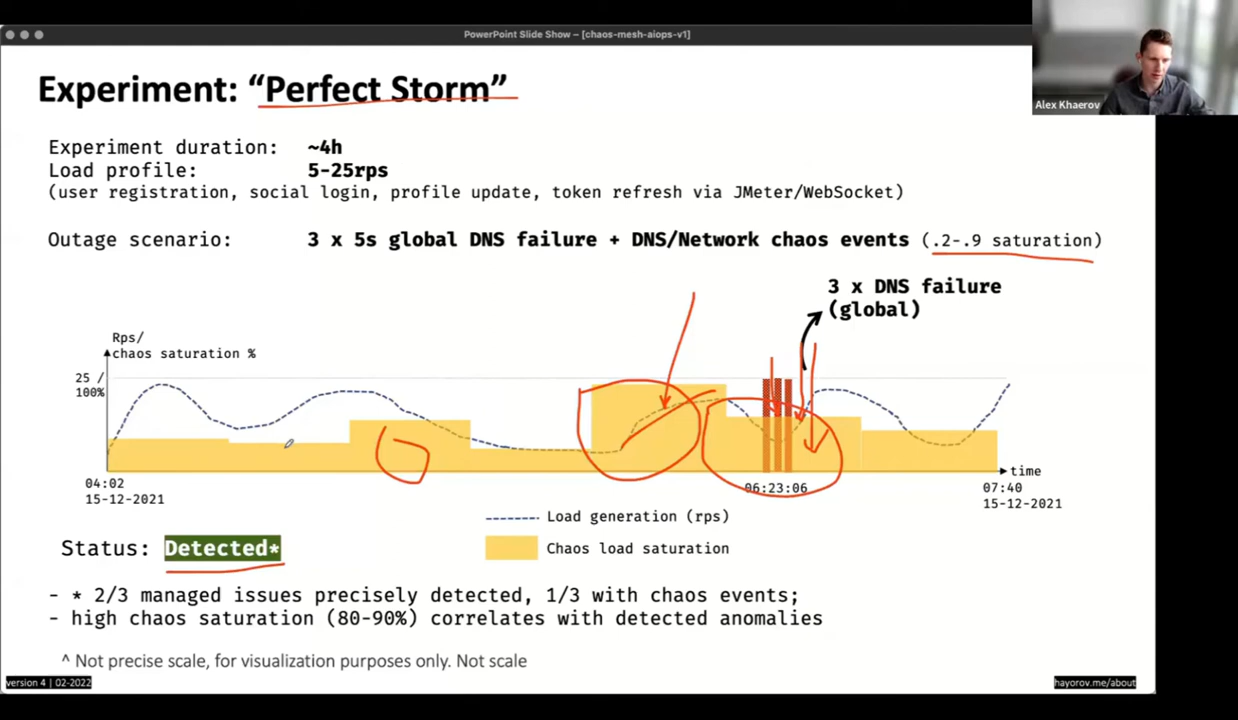 PowerPoint Slide Show – [chaos-mesh-aiops-v1]
Alex Khaerov
Experiment: “Perfect Storm”
Experiment duration: ~4h
Load profile: 5-25rps
(user registration, social login, profile update, token refresh via JMeter/WebSocket)
Outage scenario: 3 x 5s global DNS failure + DNS/Network chaos events (.2-.9 saturation)
3 x DNS failure
(global)
Rps/
chaos saturation %
25 /
100%
04:02
15-12-2021
06:23:06
time
07:40
15-12-2021
Load generation (rps)
Chaos load saturation
Status: Detected*
- * 2/3 managed issues precisely detected, 1/3 with chaos events;
- high chaos saturation (80-90%) correlates with detected anomalies
^ Not precise scale, for visualization purposes only. Not scale
version 4 | 02-2022
hayorov.me/about